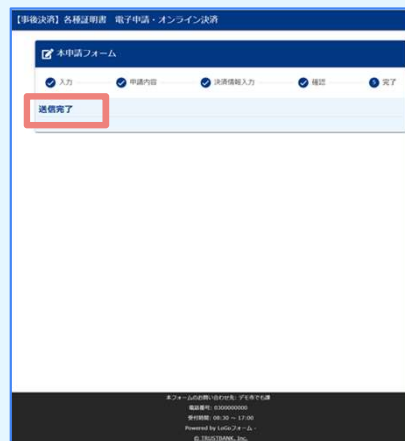 【事後決済】各種証明書　電子申請・オンライン決済
本申請フォーム
入力
申請内容
決済情報入力
確認
5 完了
送信完了
本フォームのお問い合わせ先: デモ市でも課
電話番号: 0300000000
受付時間: 08:30 ～ 17:00
Powered by LoGoフォーム -
© TRUSTBANK, Inc.